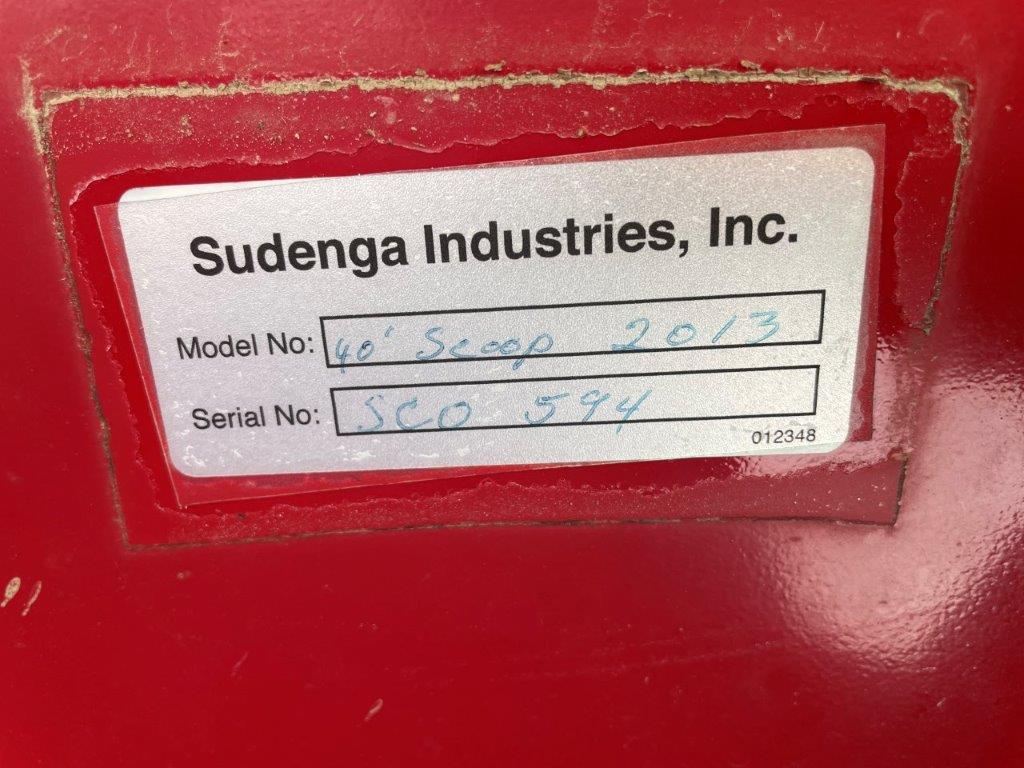 Sudenga Industries, Inc.
Model No: 40' Scoop 2013
Serial No: SCO 594
012348